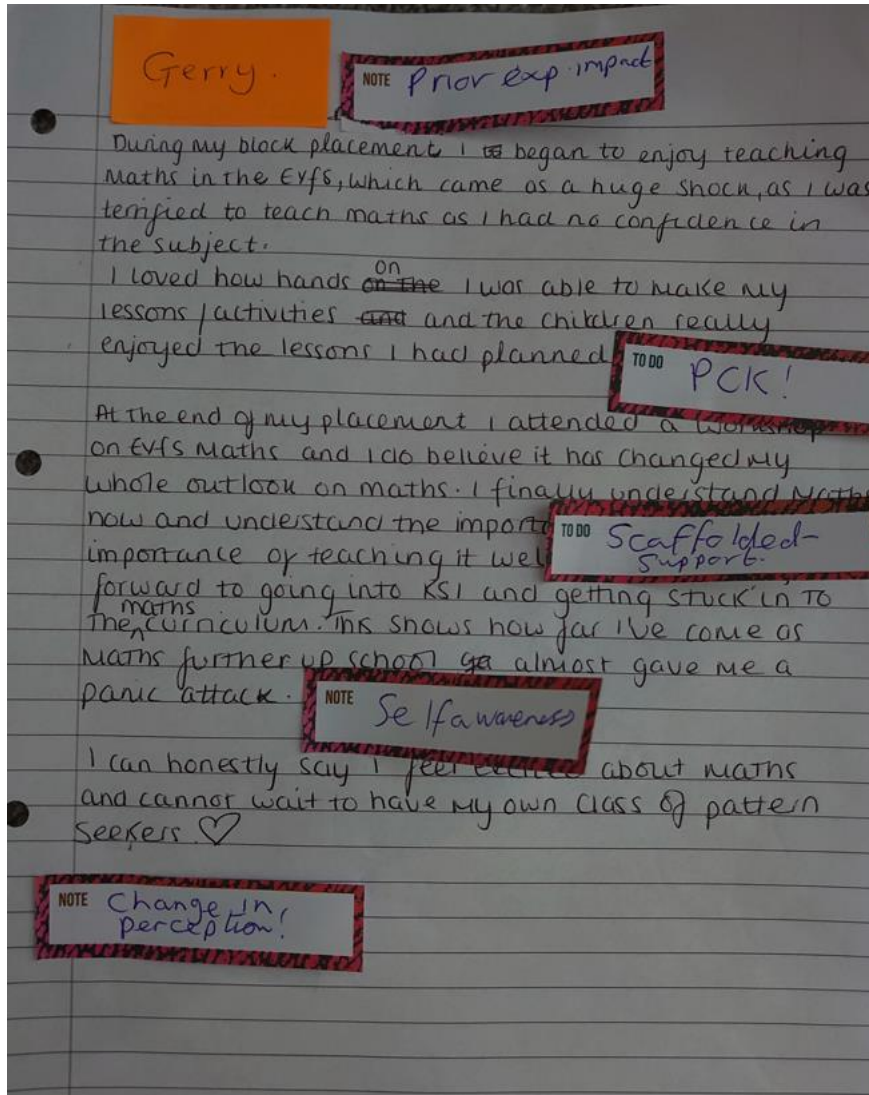 Gerry.
NOTE Prior exp. impact
During my block placement I began to enjoy teaching
Maths in the EYfS, which came as a huge shock, as I was
terrified to teach maths as I had no confidence in
the subject.
I loved how hands on I was able to make my
lessons / activities and and the children really
enjoyed the lessons I had planned
TO DO PCK!
At the end of my placement I attended a workshop
on EYfS Maths and I do believe it has changed my
whole outlook on maths. I finally understand Maths
now and understand the
importance of teaching it
TO DO Scaffolded-
support.
forward to going into KS1 and getting 'stuck in' to
the maths curriculum. This shows how far I've come as
Maths further up school almost gave me a
panic attack.
NOTE Self awareness
I can honestly say I feel about maths
and cannot wait to have my own class of pattern
seekers. ♡
NOTE Change in
perception!